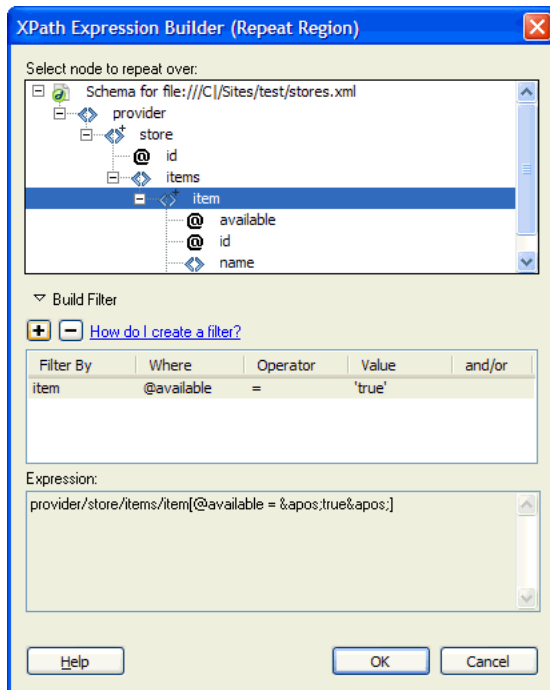 XPath Expression Builder (Repeat Region)
Select node to repeat over:
Schema for file:///C|/Sites/test/stores.xml
provider
store
@ id
items
item
@ available
@ id
name
Build Filter
How do I create a filter?
Filter By Where Operator Value and/or
item @available = 'true'
Expression:
provider/store/items/item[@available = &apos;true&apos;]
Help OK Cancel